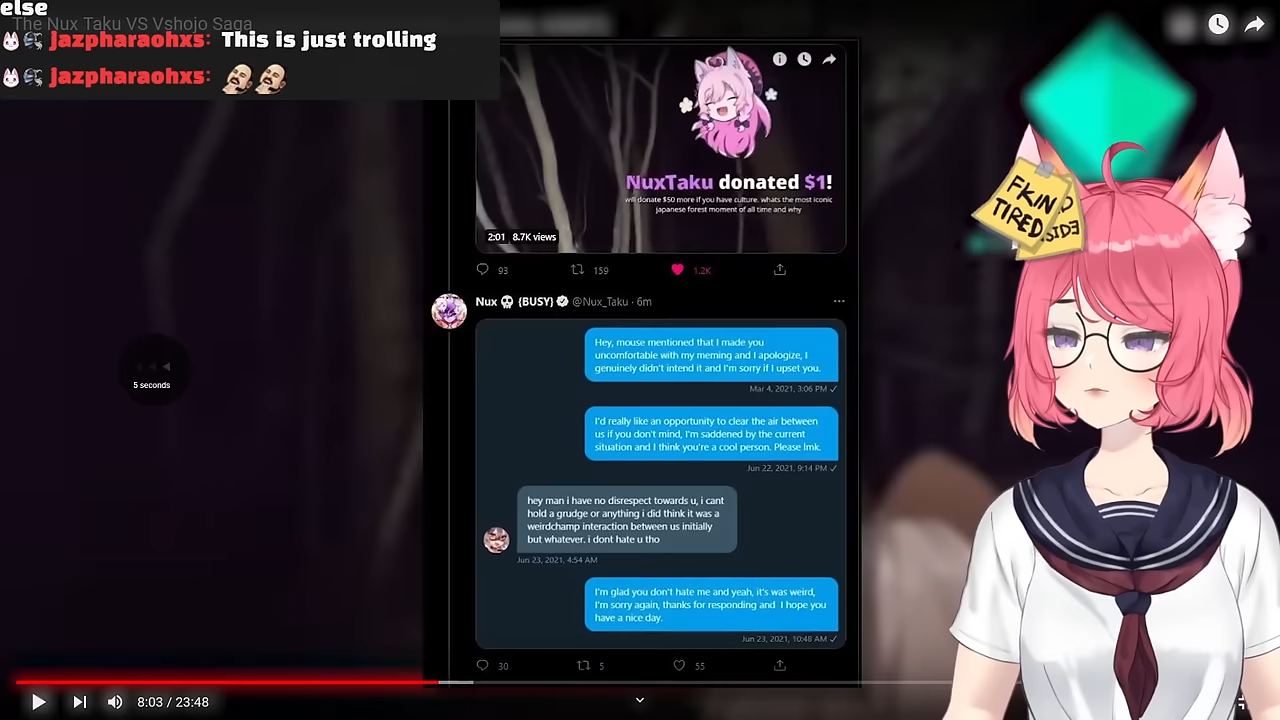 else
The Nux Taku VS Vshojo Saga
Jazpharaohxs: This is just trolling
Jazpharaohxs:
FKIN
TIRED
SIDE
NuxTaku donated $1!
will donate $50 more if you have culture. whats the most iconic
japanese forest moment of all time and why
2:01 8.7K views
93 159 1.2K
Nux (BUSY) @Nux_Taku · 6m
Hey, mouse mentioned that I made you
uncomfortable with my meming and I apologize, I
genuinely didn't intend it and I'm sorry if I upset you.
Mar 4, 2021, 3:06 PM ✓
5 seconds
I'd really like an opportunity to clear the air between
us if you don't mind, I'm saddened by the current
situation and I think you're a cool person. Please lmk.
Jun 22, 2021, 9:14 PM ✓
hey man i have no disrespect towards u, i cant
hold a grudge or anything i did think it was a
weirdchamp interaction between us initially
but whatever. i dont hate u tho
Jun 23, 2021, 4:54 AM
I'm glad you don't hate me and yeah, it's was weird,
I'm sorry again, thanks for responding and I hope you
have a nice day.
Jun 23, 2021, 10:48 AM ✓
30 5 55
8:03 / 23:48